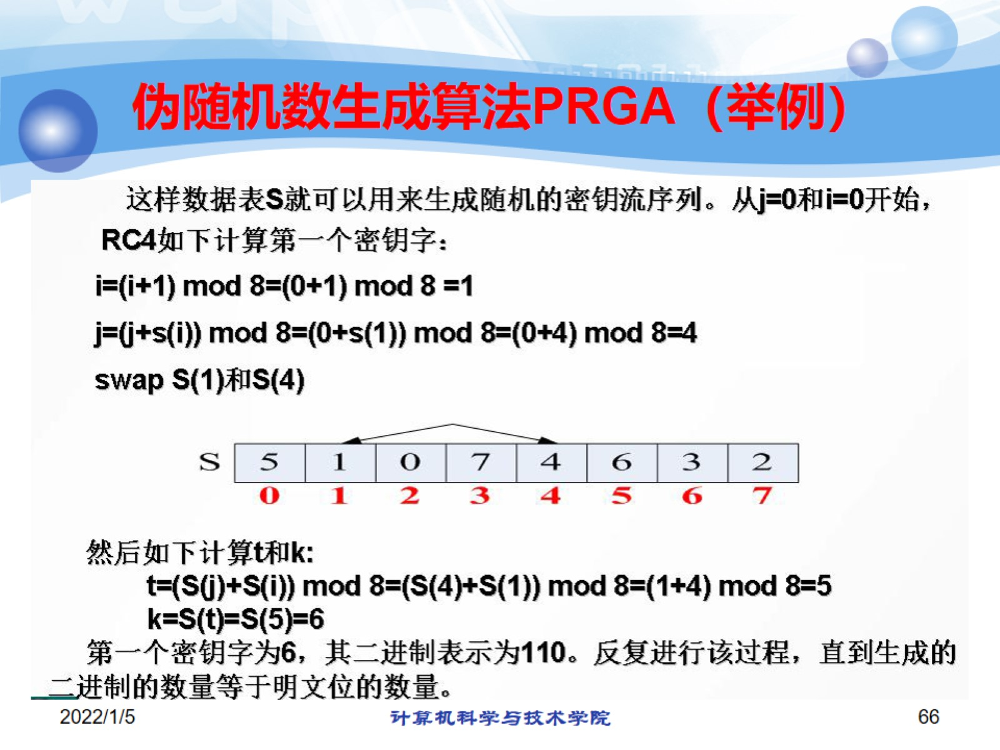 伪随机数生成算法PRGA（举例）
这样数据表S就可以用来生成随机的密钥流序列。从j=0和i=0开始，
RC4如下计算第一个密钥字：
i=(i+1) mod 8=(0+1) mod 8 =1
j=(j+s(i)) mod 8=(0+s(1)) mod 8=(0+4) mod 8=4
swap S(1)和S(4)
S 5 1 0 7 4 6 3 2
0 1 2 3 4 5 6 7
然后如下计算t和k:
t=(S(j)+S(i)) mod 8=(S(4)+S(1)) mod 8=(1+4) mod 8=5
k=S(t)=S(5)=6
第一个密钥字为6，其二进制表示为110。反复进行该过程，直到生成的
二进制的数量等于明文位的数量。
2022/1/5 计算机科学与技术学院 66